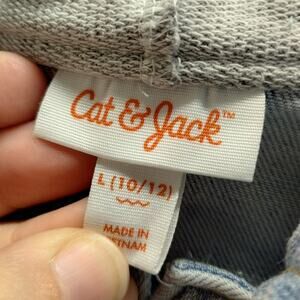 Cat & Jack™
L (10/12)
MADE IN
VIETNAM